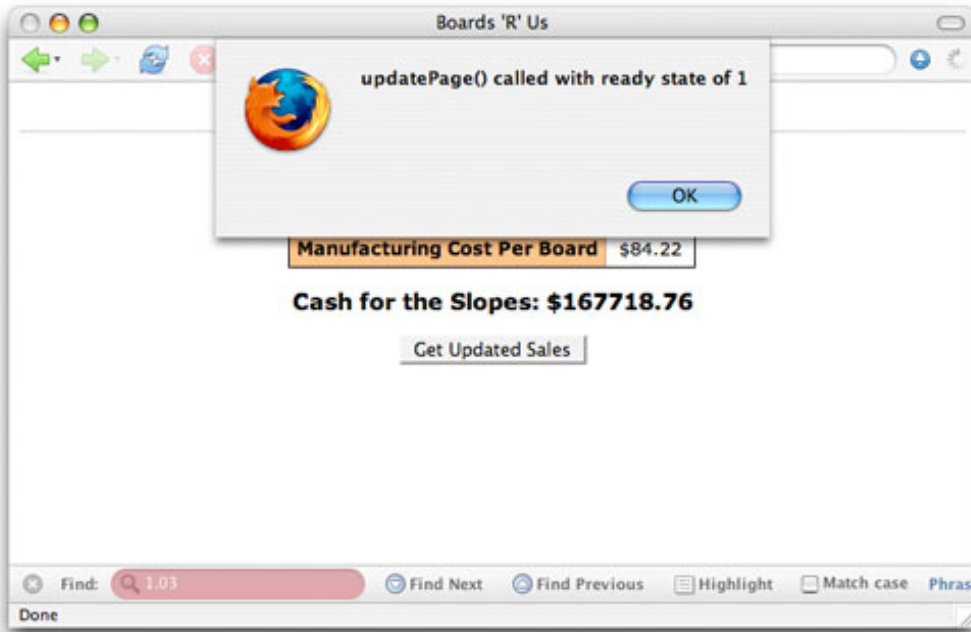 Boards 'R' Us
updatePage() called with ready state of 1
OK
Manufacturing Cost Per Board $84.22
Cash for the Slopes: $167718.76
Get Updated Sales
Find: 1.03 Find Next Find Previous Highlight Match case Phras
Done